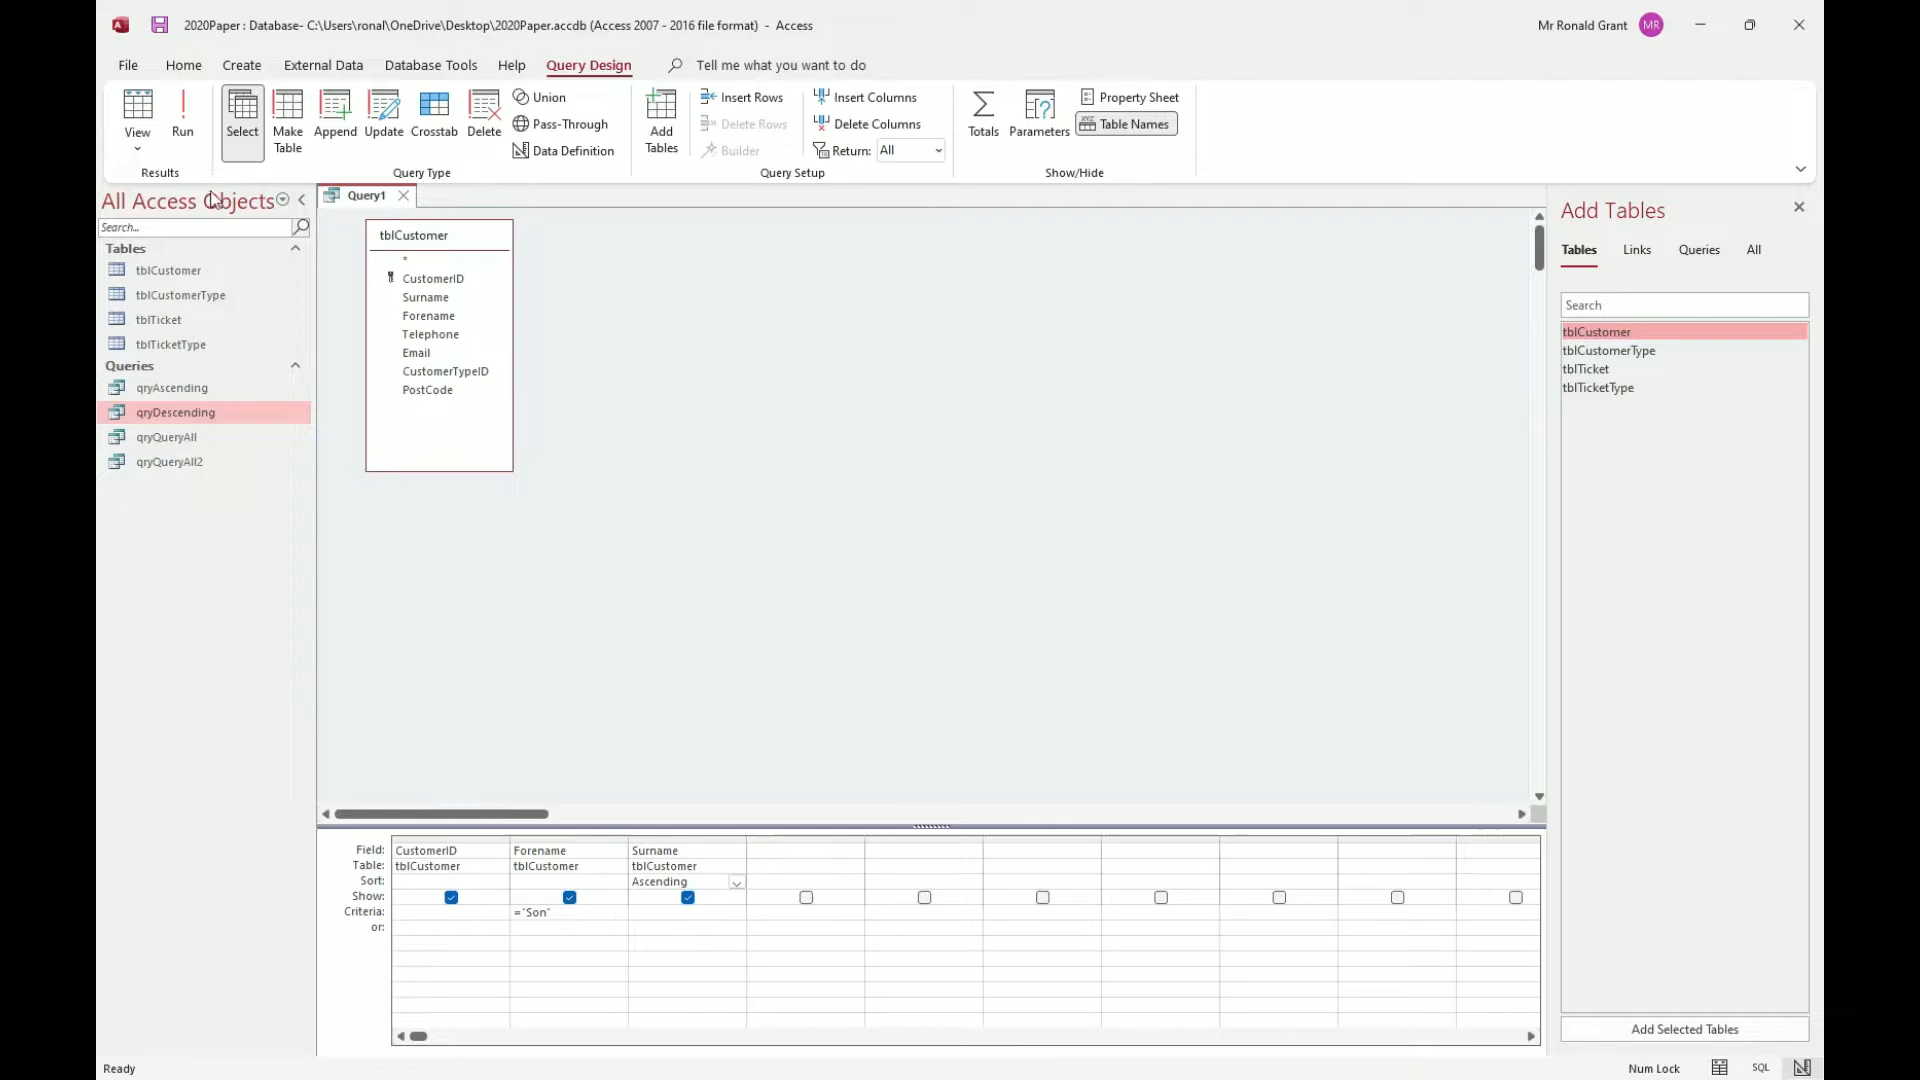 2020Paper : Database- C:\Users\ronal\OneDrive\Desktop\2020Paper.accdb (Access 2007 - 2016 file format) - Access
Mr Ronald Grant MR
File Home Create External Data Database Tools Help Query Design Tell me what you want to do
View Run Select Make Table Append Update Crosstab Delete
Union
Pass-Through
Data Definition
Add Tables
Insert Rows
Delete Rows
Builder
Insert Columns
Delete Columns
Return: All
Totals Parameters
Property Sheet
XYZ Table Names
Results Query Type Query Setup Show/Hide
All Access Objects
Search...
Tables
tblCustomer
tblCustomerType
tblTicket
tblTicketType
Queries
qryAscending
qryDescending
qryQueryAll
qryQueryAll2
Query1
tblCustomer
*
CustomerID
Surname
Forename
Telephone
Email
CustomerTypeID
PostCode
Field: CustomerID Forename Surname
Table: tblCustomer tblCustomer tblCustomer
Sort: Ascending
Show:
Criteria: ="Son"
or:
Add Tables
Tables Links Queries All
Search
tblCustomer
tblCustomerType
tblTicket
tblTicketType
Add Selected Tables
Ready
Num Lock
SQL